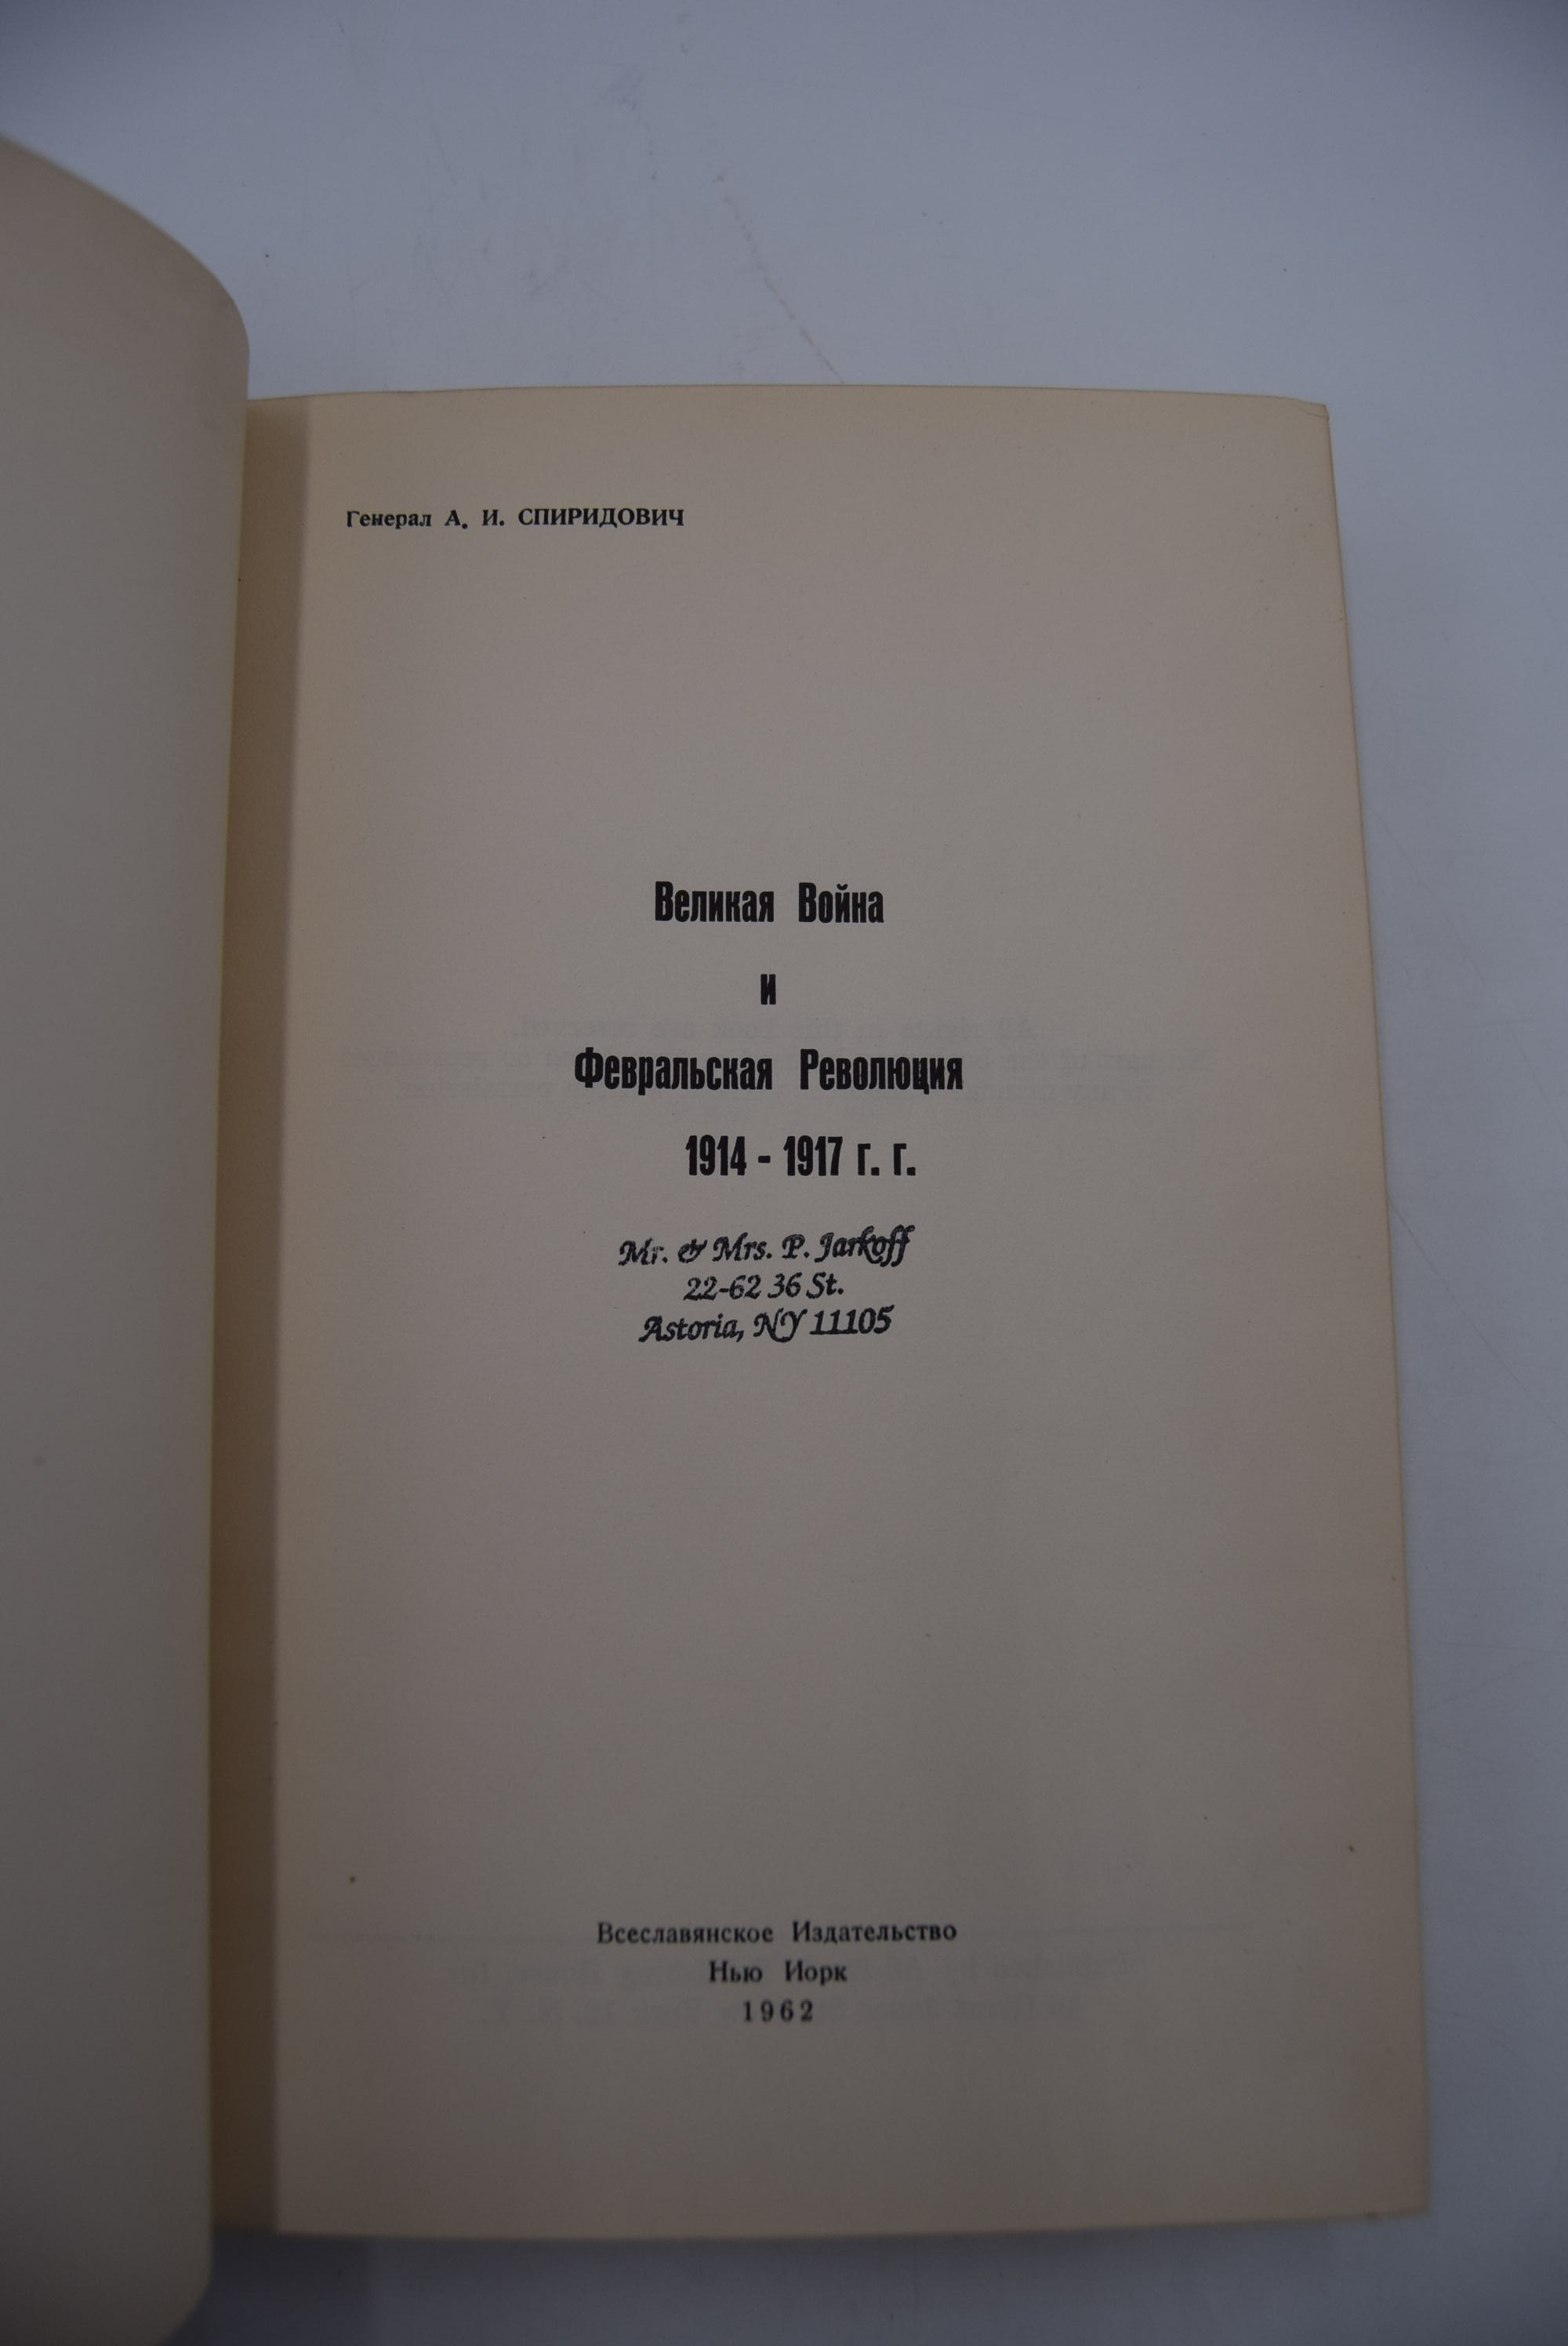 Генерал А. И. СПИРИДОВИЧ
Великая Война
и
Февральская Революция
1914 - 1917 г. г.
Mr. & Mrs. P. Jarkoff
22-62 36 St.
Astoria, NY 11105
Всеславянское Издательство
Нью Иорк
1962